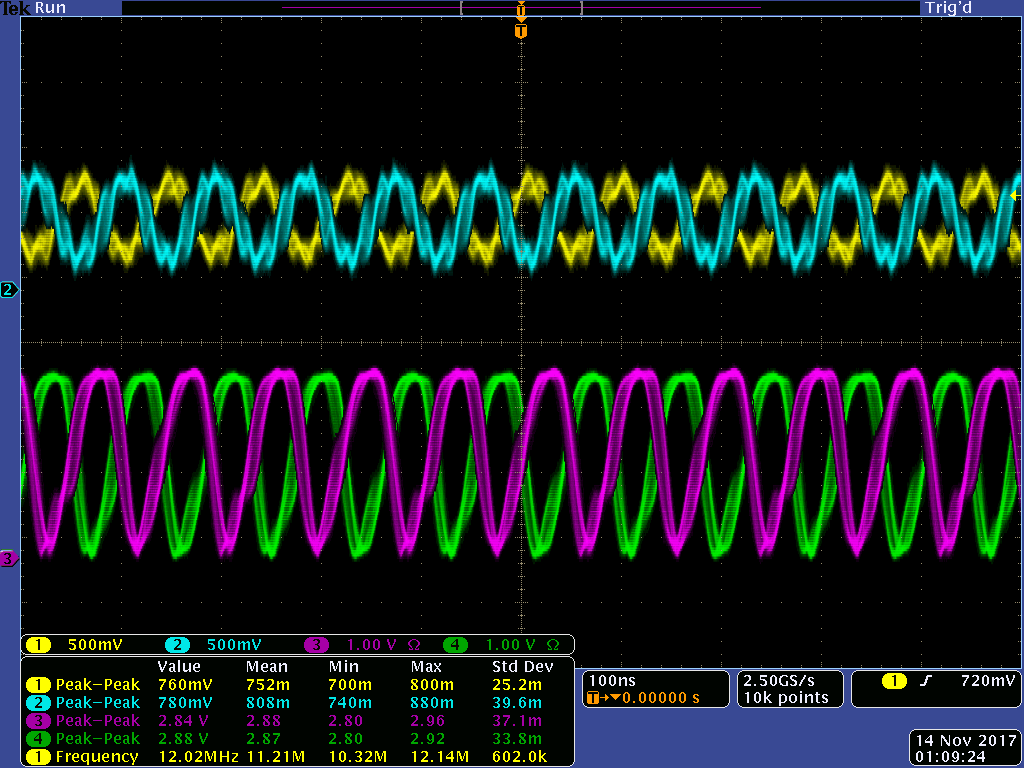 Tek Run Trig'd
T
T
2
3
1 500mV 2 500mV 3 1.00 V Ω 4 1.00 V Ω
Value Mean Min Max Std Dev
1 Peak-Peak 760mV 752m 700m 800m 25.2m
2 Peak-Peak 780mV 808m 740m 880m 39.6m
3 Peak-Peak 2.84 V 2.88 2.80 2.96 37.1m
4 Peak-Peak 2.88 V 2.87 2.80 2.92 33.8m
1 Frequency 12.02MHz 11.21M 10.32M 12.14M 602.0k
100ns
T→▼0.00000 s
2.50GS/s
10k points
1 ƒ 720mV
14 Nov 2017
01:09:24